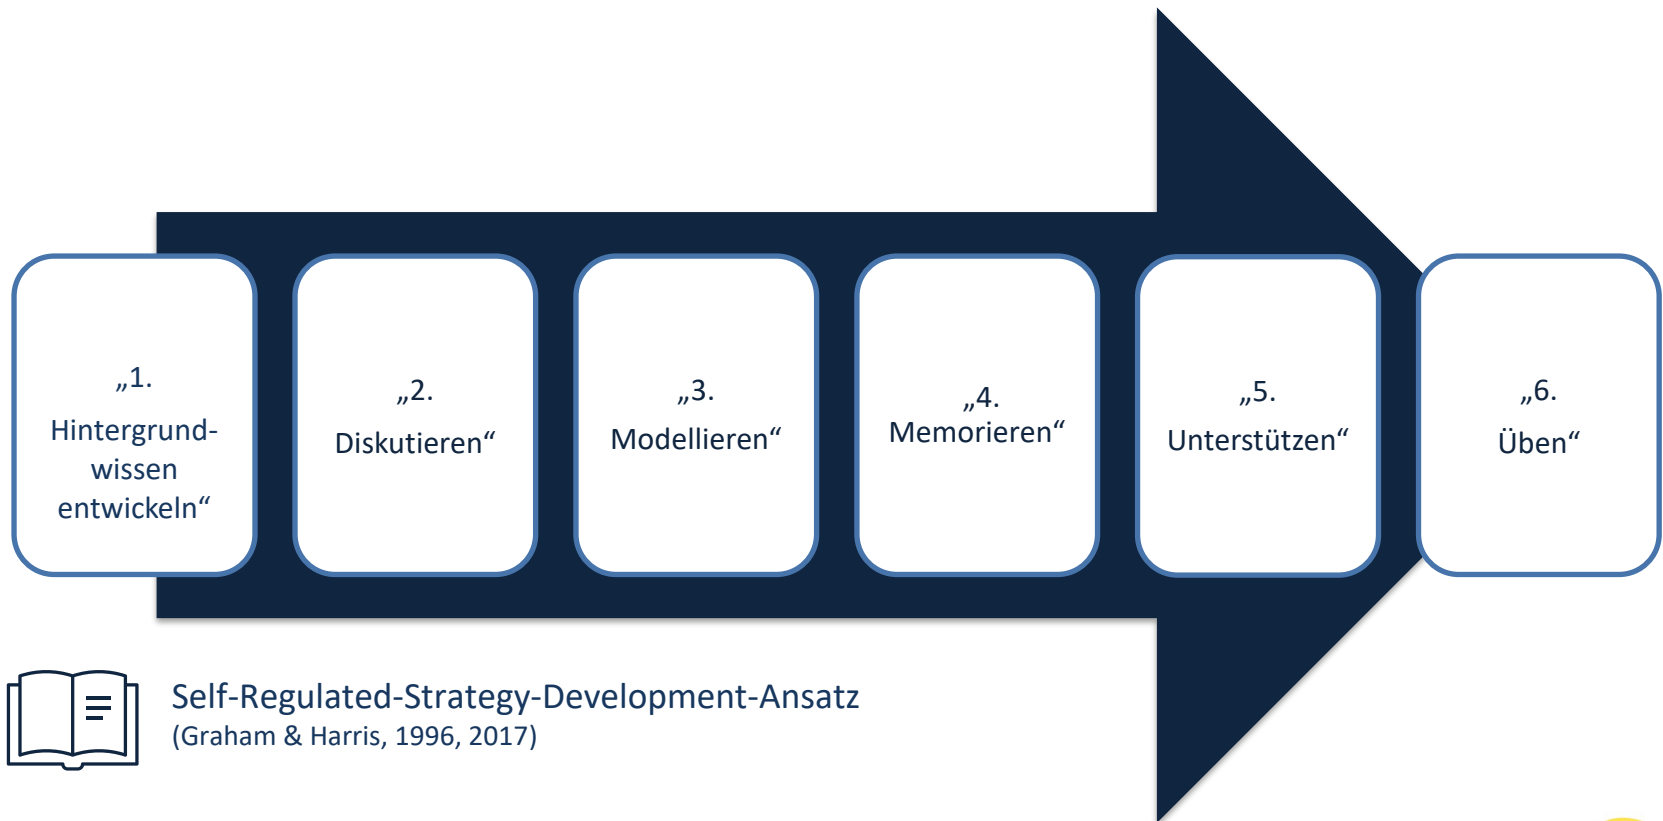 „1.
Hintergrund-
wissen
entwickeln“
„2.
Diskutieren“
„3.
Modellieren“
„4.
Memorieren“
„5.
Unterstützen“
„6.
Üben“
Self-Regulated-Strategy-Development-Ansatz
(Graham & Harris, 1996, 2017)